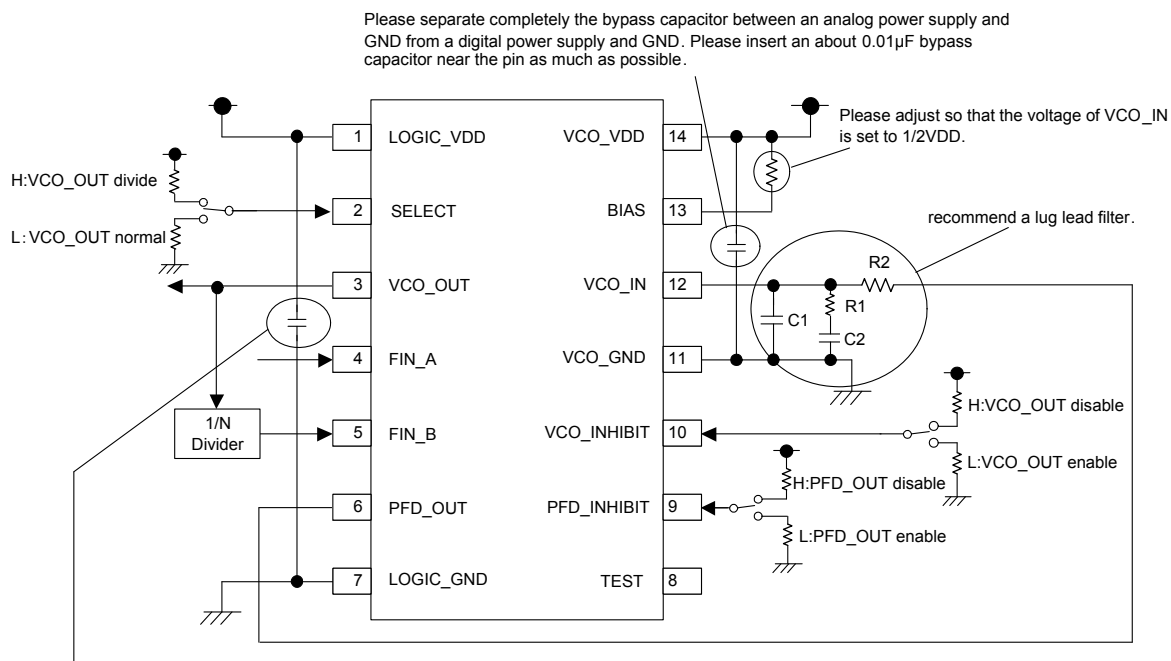 Please separate completely the bypass capacitor between an analog power supply and
GND from a digital power supply and GND. Please insert an about 0.01µF bypass
capacitor near the pin as much as possible.
Please adjust so that the voltage of VCO_IN
is set to 1/2VDD.
1 LOGIC_VDD VCO_VDD 14
H:VCO_OUT divide
2 SELECT BIAS 13
recommend a lug lead filter.
L:VCO_OUT normal
R2
3 VCO_OUT VCO_IN 12
R1
C1
C2
4 FIN_A VCO_GND 11
H:VCO_OUT disable
1/N
Divider
5 FIN_B VCO_INHIBIT 10
L:VCO_OUT enable
H:PFD_OUT disable
6 PFD_OUT PFD_INHIBIT 9
L:PFD_OUT enable
7 LOGIC_GND TEST 8